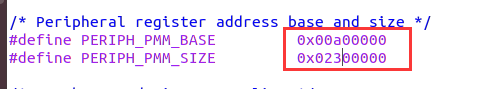 /* Peripheral register address base and size */
#define PERIPH_PMM_BASE 0x00a00000
#define PERIPH_PMM_SIZE 0x02300000